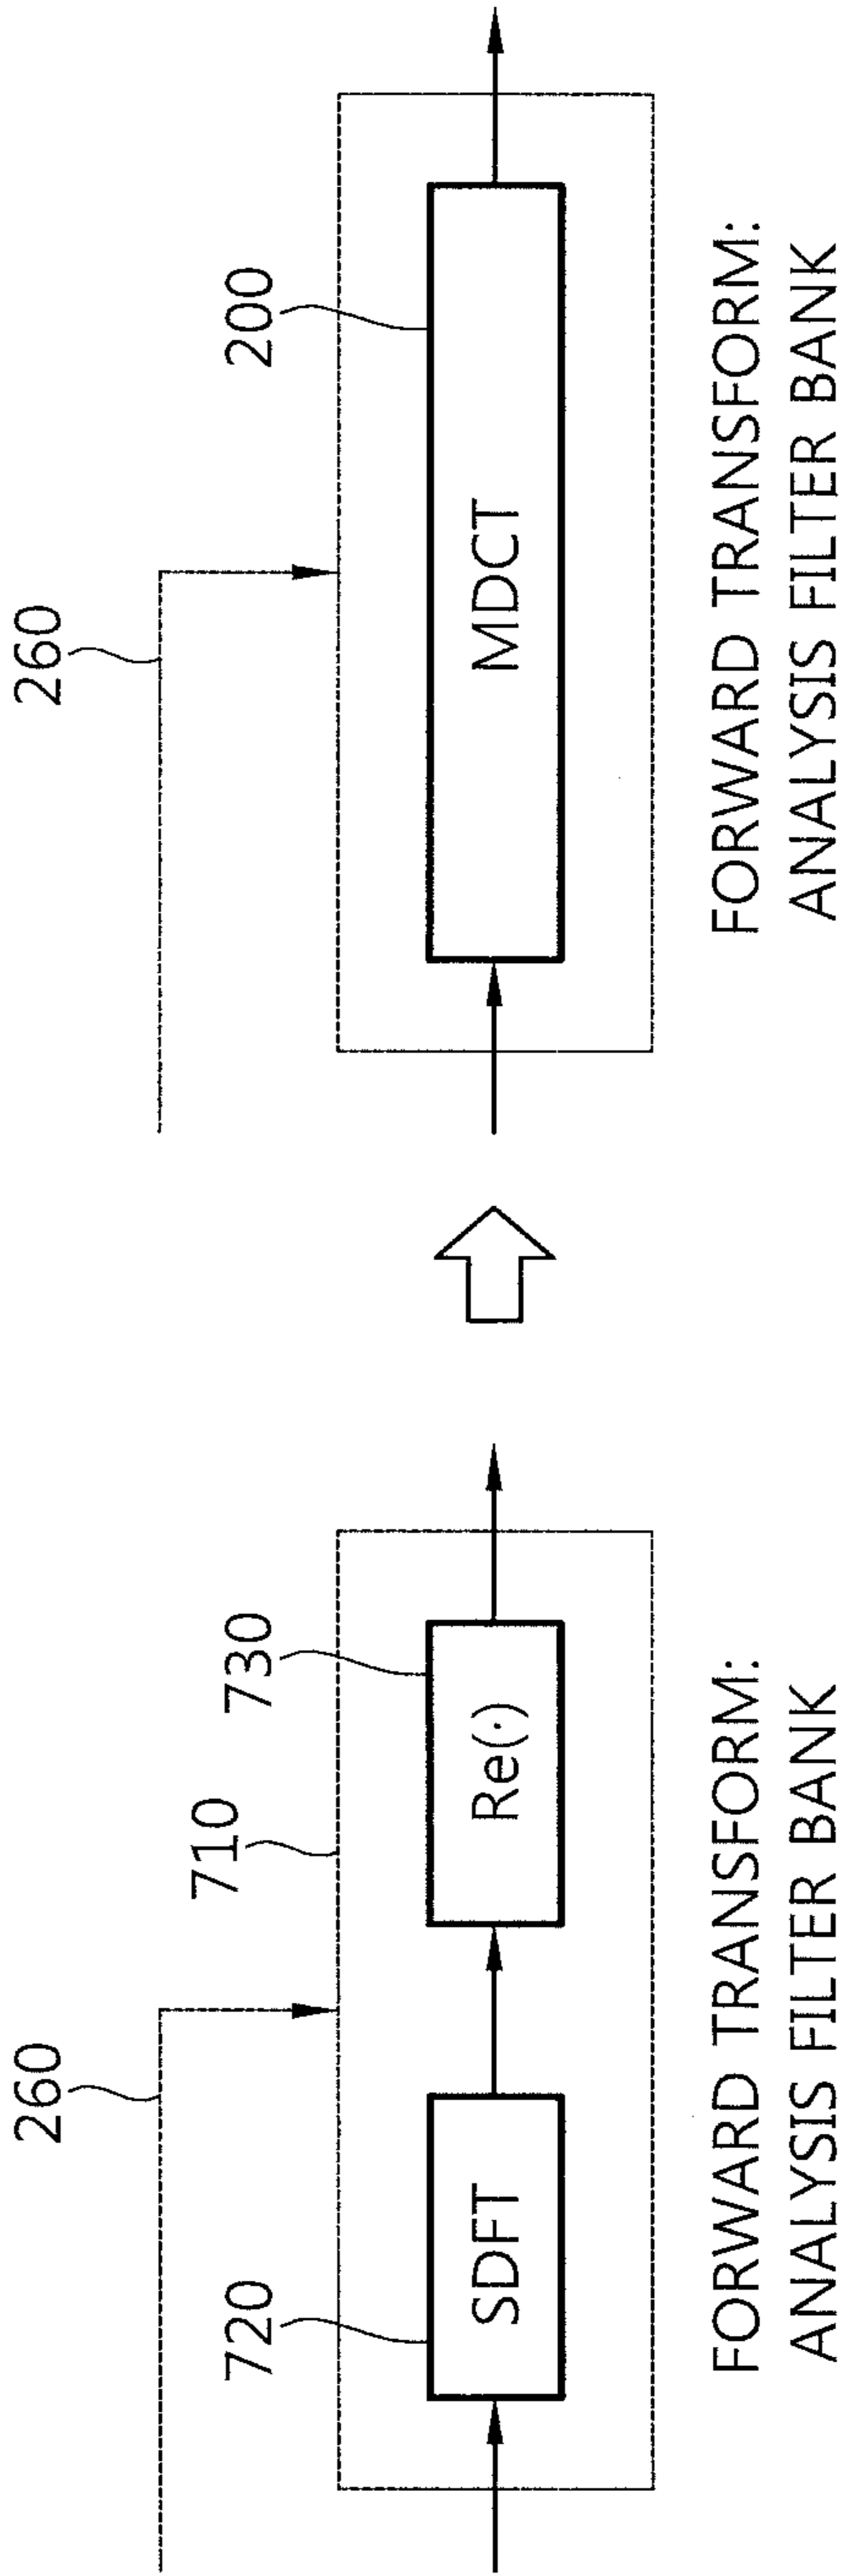 260
710
720
730
SDFT
Re(·)
FORWARD TRANSFORM:
ANALYSIS FILTER BANK
260
200
MDCT
FORWARD TRANSFORM:
ANALYSIS FILTER BANK